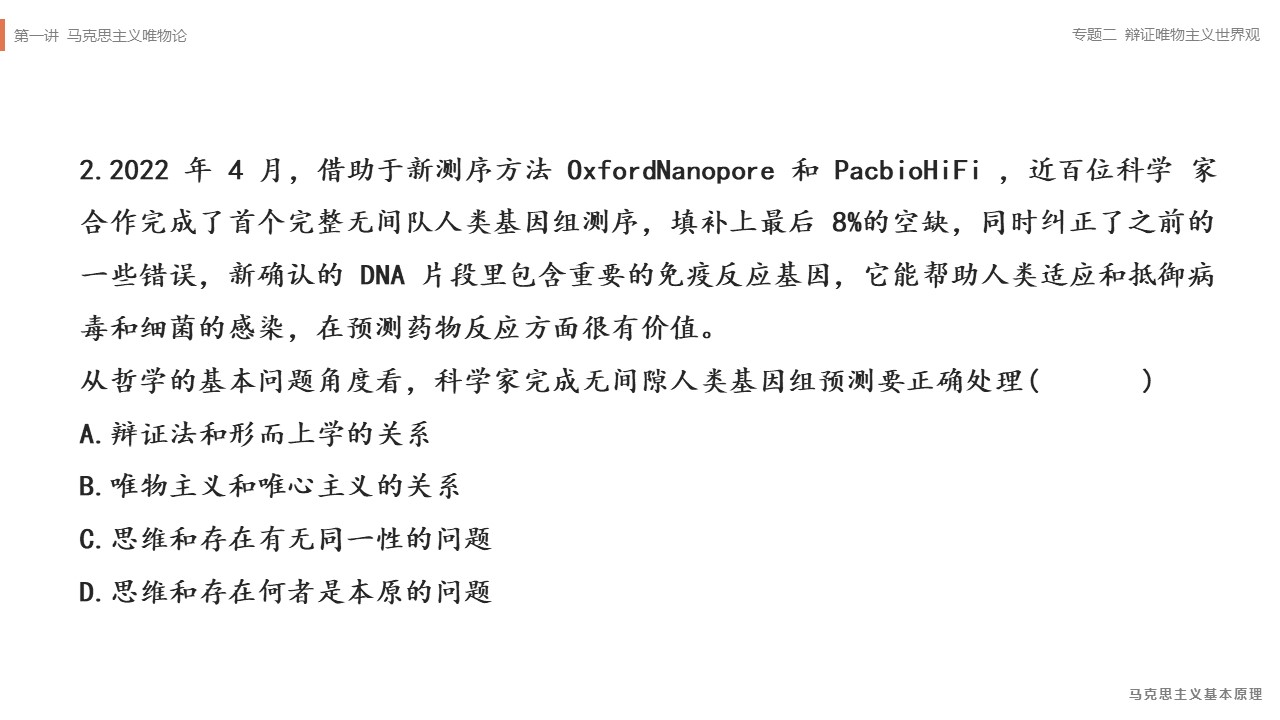 第一讲 马克思主义唯物论
专题二 辩证唯物主义世界观
2.2022 年 4 月，借助于新测序方法 OxfordNanopore 和 PacbioHiFi ，近百位科学 家
合作完成了首个完整无间队人类基因组测序，填补上最后 8%的空缺，同时纠正了之前的
一些错误，新确认的 DNA 片段里包含重要的免疫反应基因，它能帮助人类适应和抵御病
毒和细菌的感染，在预测药物反应方面很有价值。
从哲学的基本问题角度看，科学家完成无间隙人类基因组预测要正确处理( )
A.辩证法和形而上学的关系
B.唯物主义和唯心主义的关系
C.思维和存在有无同一性的问题
D.思维和存在何者是本原的问题
马克思主义基本原理